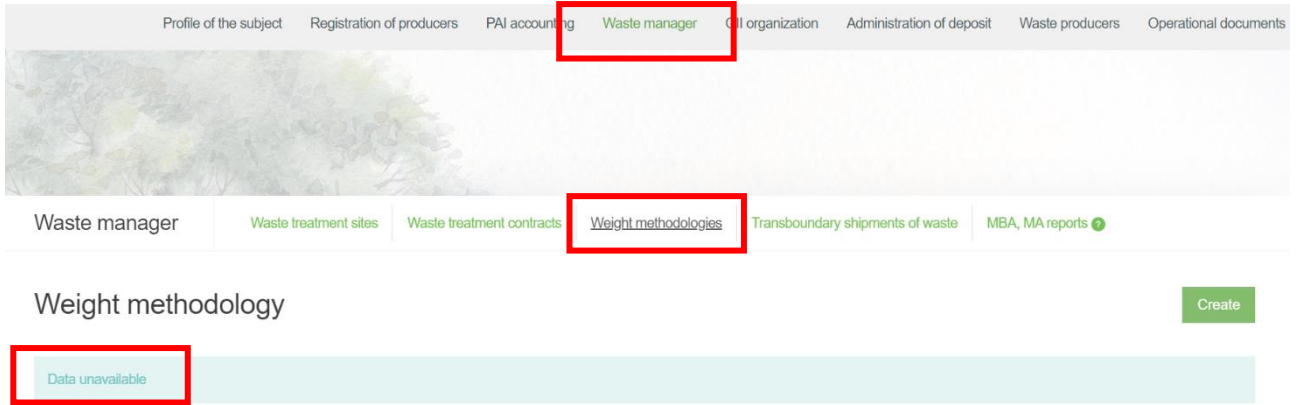 Profile of the subject Registration of producers PAI accounting Waste manager GII organization Administration of deposit Waste producers Operational documents
Waste manager Waste treatment sites Waste treatment contracts Weight methodologies Transboundary shipments of waste MBA, MA reports ?
Weight methodology Create
Data unavailable